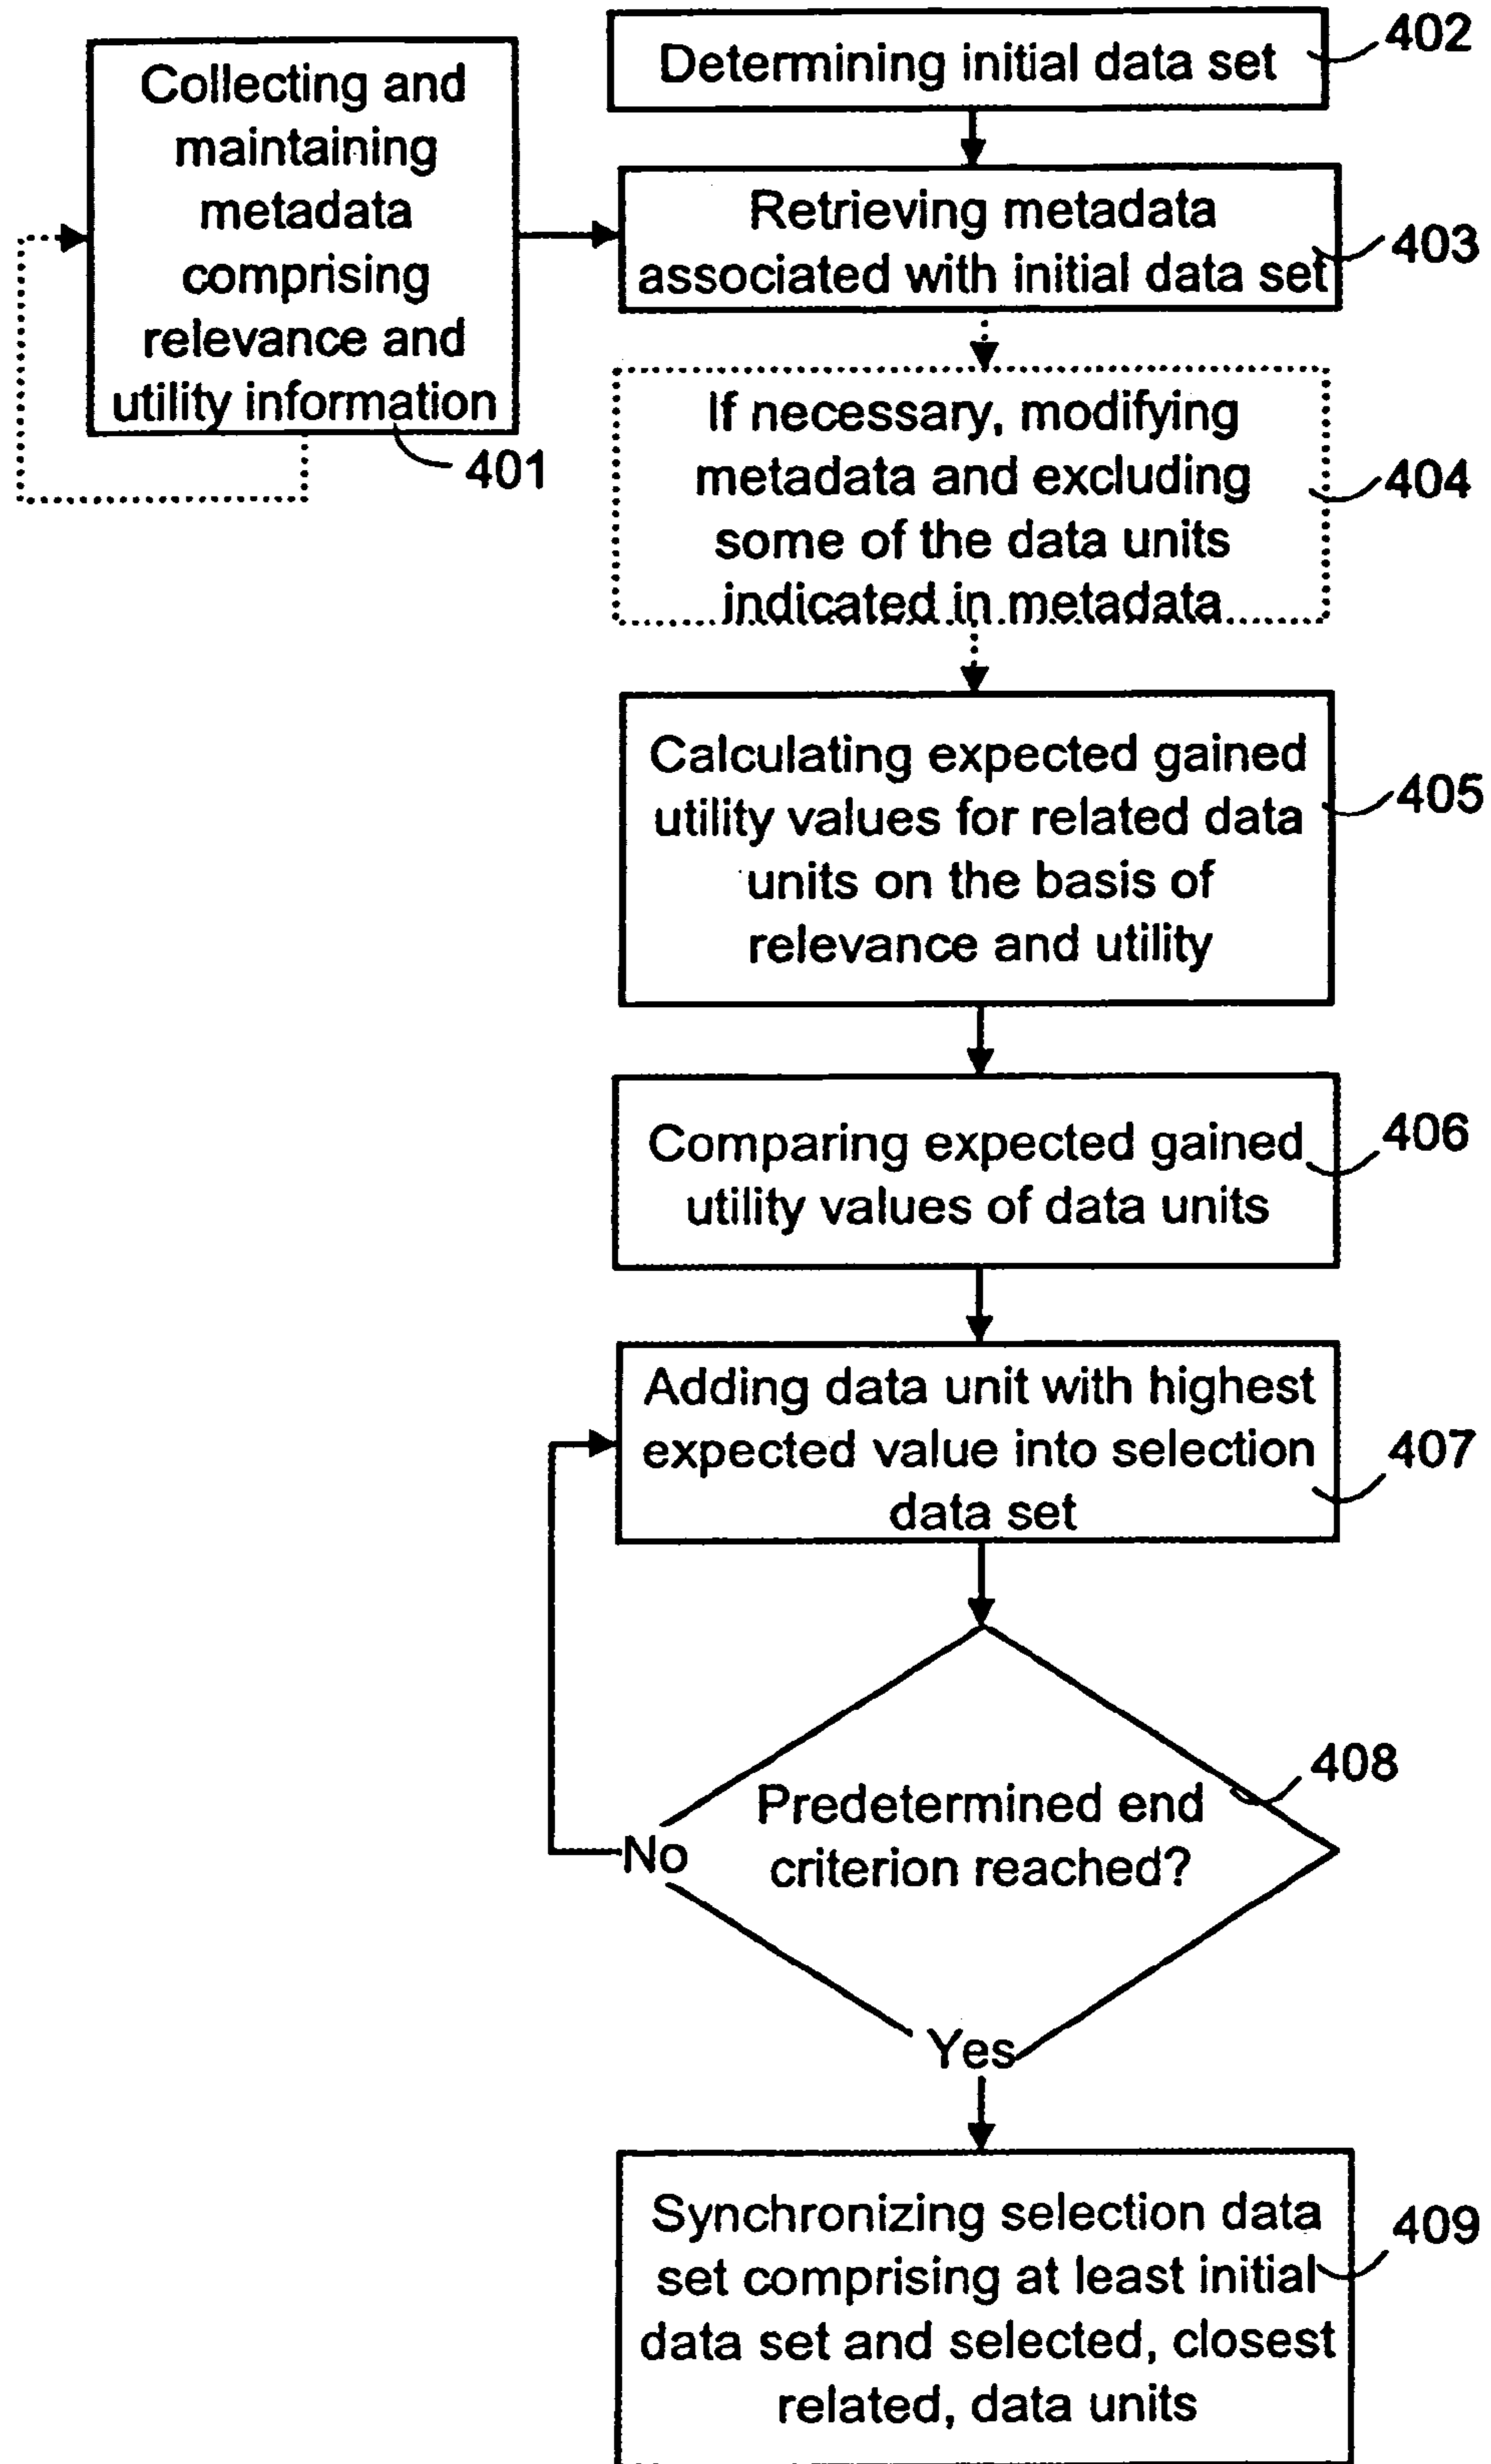 Collecting and
maintaining
metadata
comprising
relevance and
utility information
401
Determining initial data set
402
Retrieving metadata
associated with initial data set
403
If necessary, modifying
metadata and excluding
some of the data units
indicated in metadata
404
Calculating expected gained
utility values for related data
units on the basis of
relevance and utility
405
Comparing expected gained
utility values of data units
406
Adding data unit with highest
expected value into selection
data set
407
Predetermined end
criterion reached?
408
No
Yes
Synchronizing selection data
set comprising at least initial
data set and selected, closest
related, data units
409